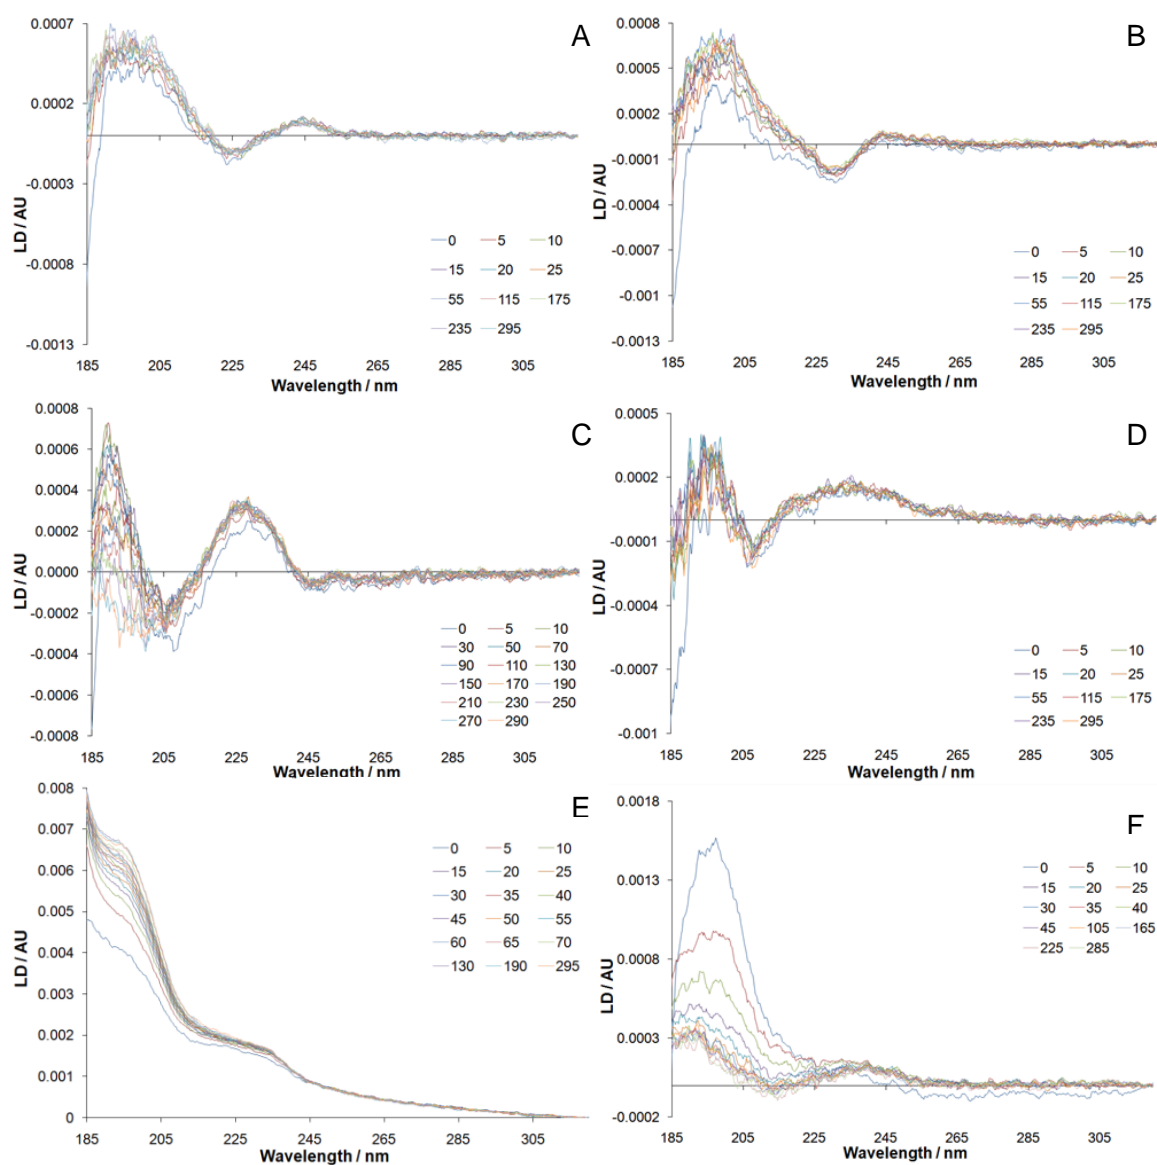 A
0.0007
0.0002
-0.0003
-0.0008
-0.0013
LD / AU
0 5 10
15 20 25
55 115 175
235 295
185 205 225 245 265 285 305
Wavelength / nm
B
0.0008
0.0005
0.0002
-0.0001
-0.0004
-0.0007
-0.001
-0.0013
LD / AU
0 5 10
15 20 25
55 115 175
235 295
185 205 225 245 265 285 305
Wavelength / nm
C
0.0008
0.0006
0.0004
0.0002
0.0000
-0.0002
-0.0004
-0.0006
-0.0008
LD / AU
0 5 10
30 50 70
90 110 130
150 170 190
210 230 250
270 290
185 205 225 245 265 285 305
Wavelength / nm
D
0.0005
0.0002
-0.0001
-0.0004
-0.0007
-0.001
LD / AU
0 5 10
15 20 25
55 115 175
235 295
185 205 225 245 265 285 305
Wavelength / nm
E
0.008
0.007
0.006
0.005
0.004
0.003
0.002
0.001
0
LD / AU
0 5 10
15 20 25
30 35 40
45 50 55
60 65 70
130 190 295
185 205 225 245 265 285 305
Wavelength / nm
F
0.0018
0.0013
0.0008
0.0003
-0.0002
LD / AU
0 5 10
15 20 25
30 35 40
45 105 165
225 285
185 205 225 245 265 285 305
Wavelength / nm